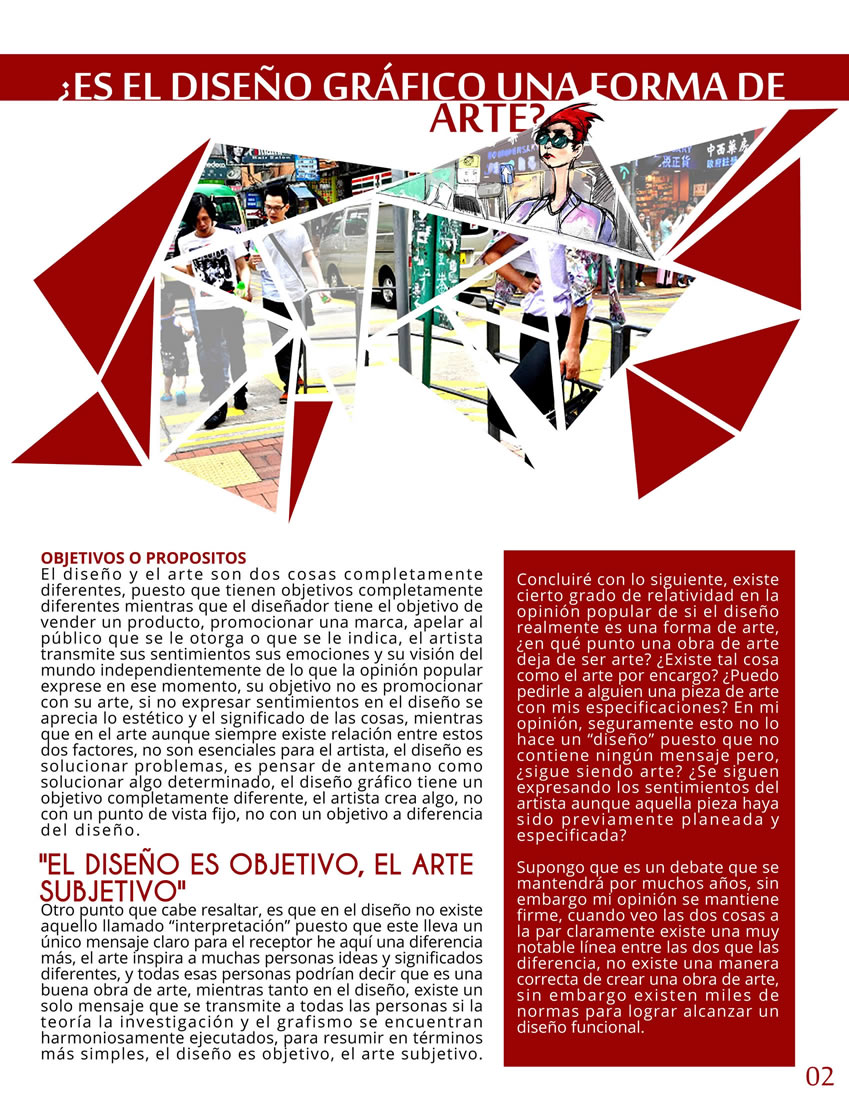 ¿ES EL DISEÑO GRÁFICO UNA FORMA DE
ARTE?
Hair Salon
中西藥房
OBJETIVOS O PROPOSITOS
El diseño y el arte son dos cosas completamente
diferentes, puesto que tienen objetivos completamente
diferentes mientras que el diseñador tiene el objetivo de
vender un producto, promocionar una marca, apelar al
público que se le otorga o que se le indica, el artista
transmite sus sentimientos sus emociones y su visión del
mundo independientemente de lo que la opinión popular
exprese en ese momento, su objetivo no es promocionar
con su arte, si no expresar sentimientos en el diseño se
aprecia lo estético y el significado de las cosas, mientras
que en el arte aunque siempre existe relación entre estos
dos factores, no son esenciales para el artista, el diseño es
solucionar problemas, es pensar de antemano como
solucionar algo determinado, el diseño gráfico tiene un
objetivo completamente diferente, el artista crea algo, no
con un punto de vista fijo, no con un objetivo a diferencia
del diseño.
"EL DISEÑO ES OBJETIVO, EL ARTE
SUBJETIVO"
Otro punto que cabe resaltar, es que en el diseño no existe
aquello llamado “interpretación” puesto que este lleva un
único mensaje claro para el receptor he aquí una diferencia
más, el arte inspira a muchas personas ideas y significados
diferentes, y todas esas personas podrían decir que es una
buena obra de arte, mientras tanto en el diseño, existe un
solo mensaje que se transmite a todas las personas si la
teoría la investigación y el grafismo se encuentran
harmoniosamente ejecutados, para resumir en términos
más simples, el diseño es objetivo, el arte subjetivo.
Concluiré con lo siguiente, existe
cierto grado de relatividad en la
opinión popular de si el diseño
realmente es una forma de arte,
¿en qué punto una obra de arte
deja de ser arte? ¿Existe tal cosa
como el arte por encargo? ¿Puedo
pedirle a alguien una pieza de arte
con mis especificaciones? En mi
opinión, seguramente esto no lo
hace un “diseño” puesto que no
contiene ningún mensaje pero,
¿sigue siendo arte? ¿Se siguen
expresando los sentimientos del
artista aunque aquella pieza haya
sido previamente planeada y
especificada?
Supongo que es un debate que se
mantendrá por muchos años, sin
embargo mi opinión se mantiene
firme, cuando veo las dos cosas a
la par claramente existe una muy
notable línea entre las dos que las
diferencia, no existe una manera
correcta de crear una obra de arte,
sin embargo existen miles de
normas para lograr alcanzar un
diseño funcional.
02